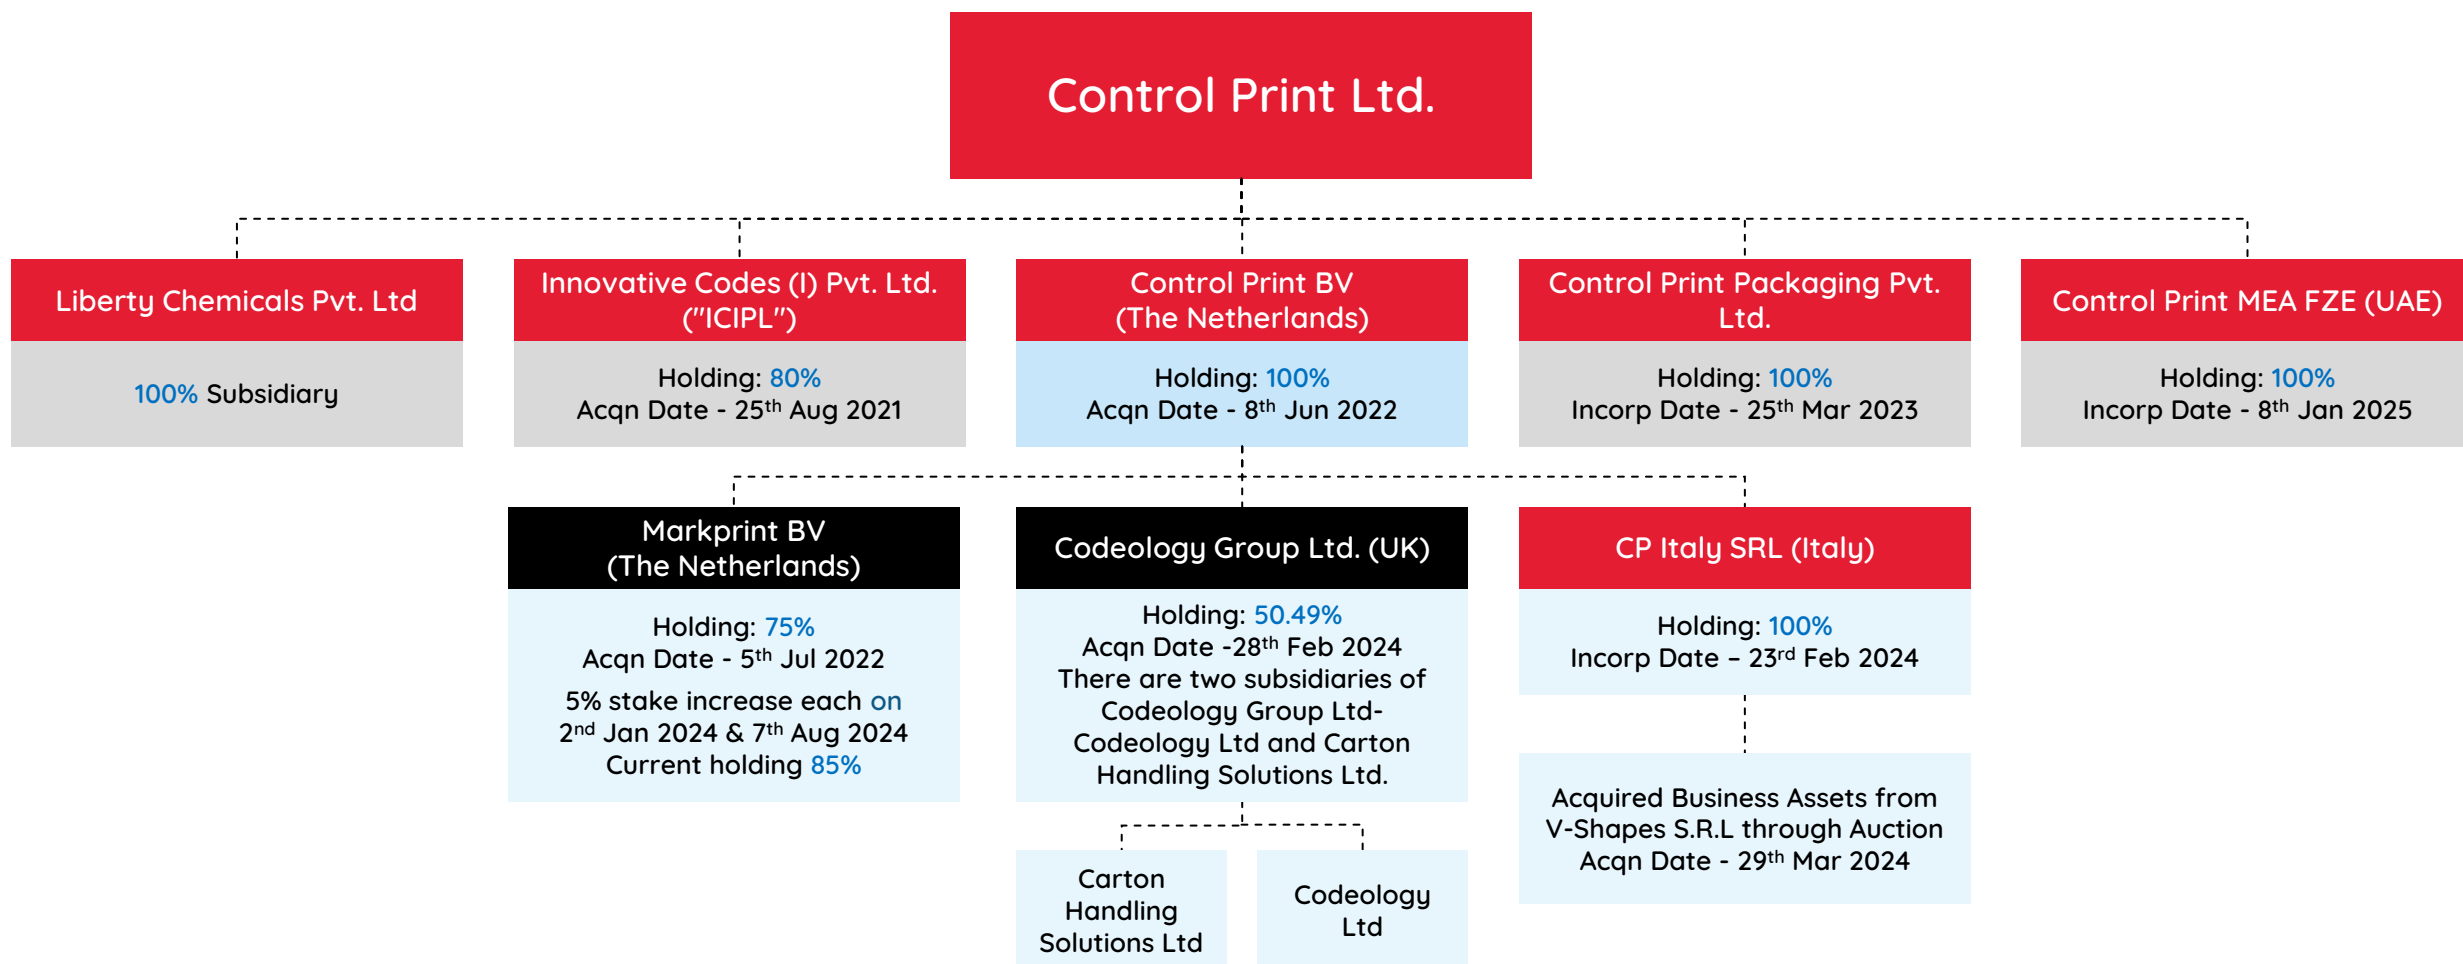 Control Print Ltd.
Liberty Chemicals Pvt. Ltd
100% Subsidiary
Innovative Codes (I) Pvt. Ltd.
("ICIPL")
Holding: 80%
Acqn Date - 25th Aug 2021
Control Print BV
(The Netherlands)
Holding: 100%
Acqn Date - 8th Jun 2022
Control Print Packaging Pvt.
Ltd.
Holding: 100%
Incorp Date - 25th Mar 2023
Control Print MEA FZE (UAE)
Holding: 100%
Incorp Date - 8th Jan 2025
Markprint BV
(The Netherlands)
Holding: 75%
Acqn Date - 5th Jul 2022
5% stake increase each on
2nd Jan 2024 & 7th Aug 2024
Current holding 85%
Codeology Group Ltd. (UK)
Holding: 50.49%
Acqn Date -28th Feb 2024
There are two subsidiaries of
Codeology Group Ltd-
Codeology Ltd and Carton
Handling Solutions Ltd.
Carton
Handling
Solutions Ltd
Codeology
Ltd
CP Italy SRL (Italy)
Holding: 100%
Incorp Date – 23rd Feb 2024
Acquired Business Assets from
V-Shapes S.R.L through Auction
Acqn Date - 29th Mar 2024